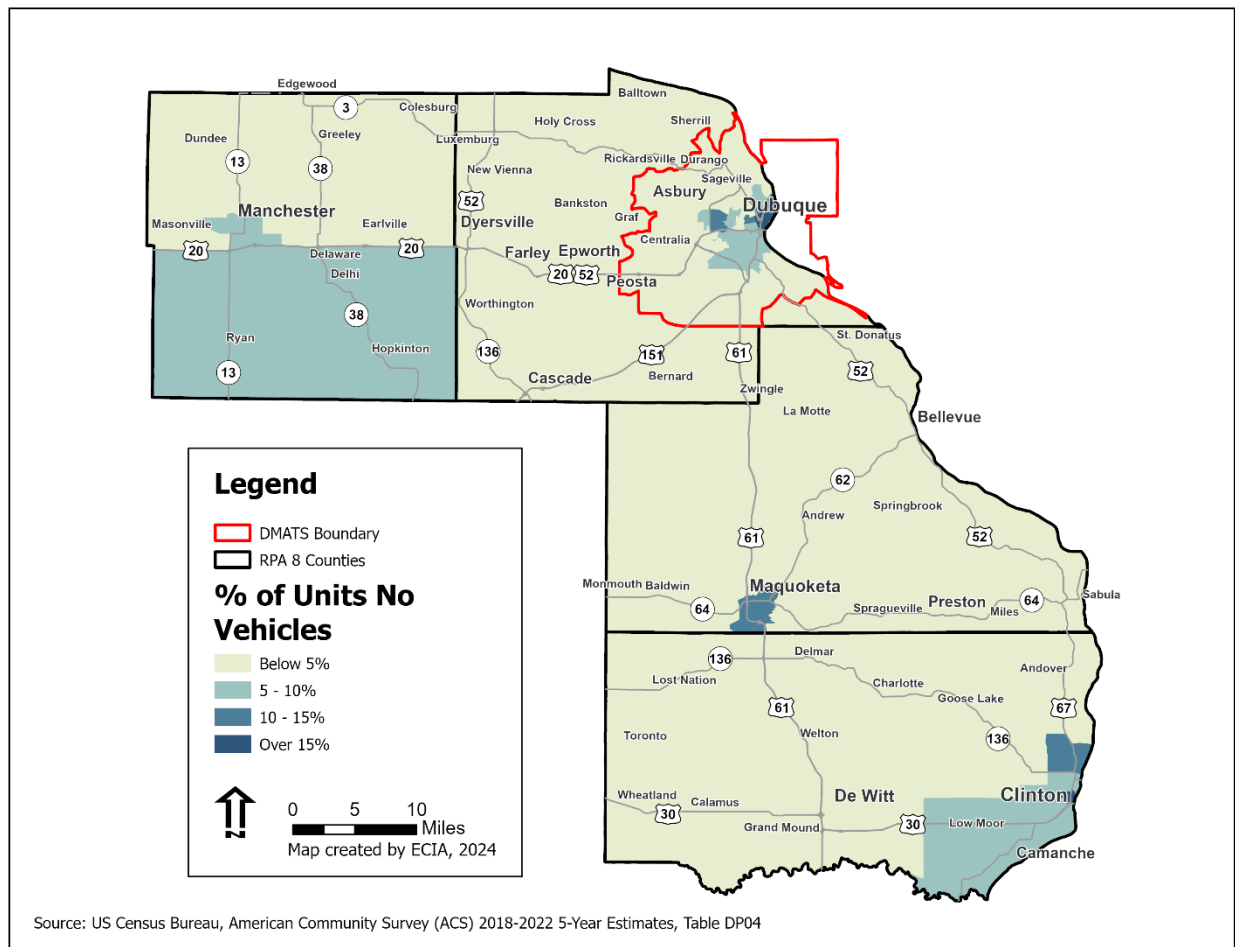 Edgewood
Balltown
3
Colesburg
Sherrill
Holy Cross
Dundee
Greeley
Luxemburg
13
38
Rickardsville
Durango
New Vienna
Sageville
Asbury
52
Bankston
Dubuque
Manchester
Dyersville
Graf
Masonville
Earlville
Centralia
20
Delaware
20
Farley
Epworth
Delhi
20
52
Peosta
Worthington
38
Ryan
St. Donatus
Hopkinton
136
151
61
52
13
Cascade
Bernard
Zwingle
La Motte
Bellevue
62
Springbrook
Andrew
61
52
Monmouth
Baldwin
Maquoketa
Sabula
64
Spragueville
Preston
Miles
64
136
Delmar
Andover
Lost Nation
Charlotte
Goose Lake
61
67
Toronto
Welton
136
Wheatland
Calamus
De Witt
Clinton
30
Grand Mound
30
Low Moor
Camanche
Legend
DMATS Boundary
RPA 8 Counties
% of Units No
Vehicles
Below 5%
5 - 10%
10 - 15%
Over 15%
N
0 5 10
Miles
Map created by ECIA, 2024
Source: US Census Bureau, American Community Survey (ACS) 2018-2022 5-Year Estimates, Table DP04